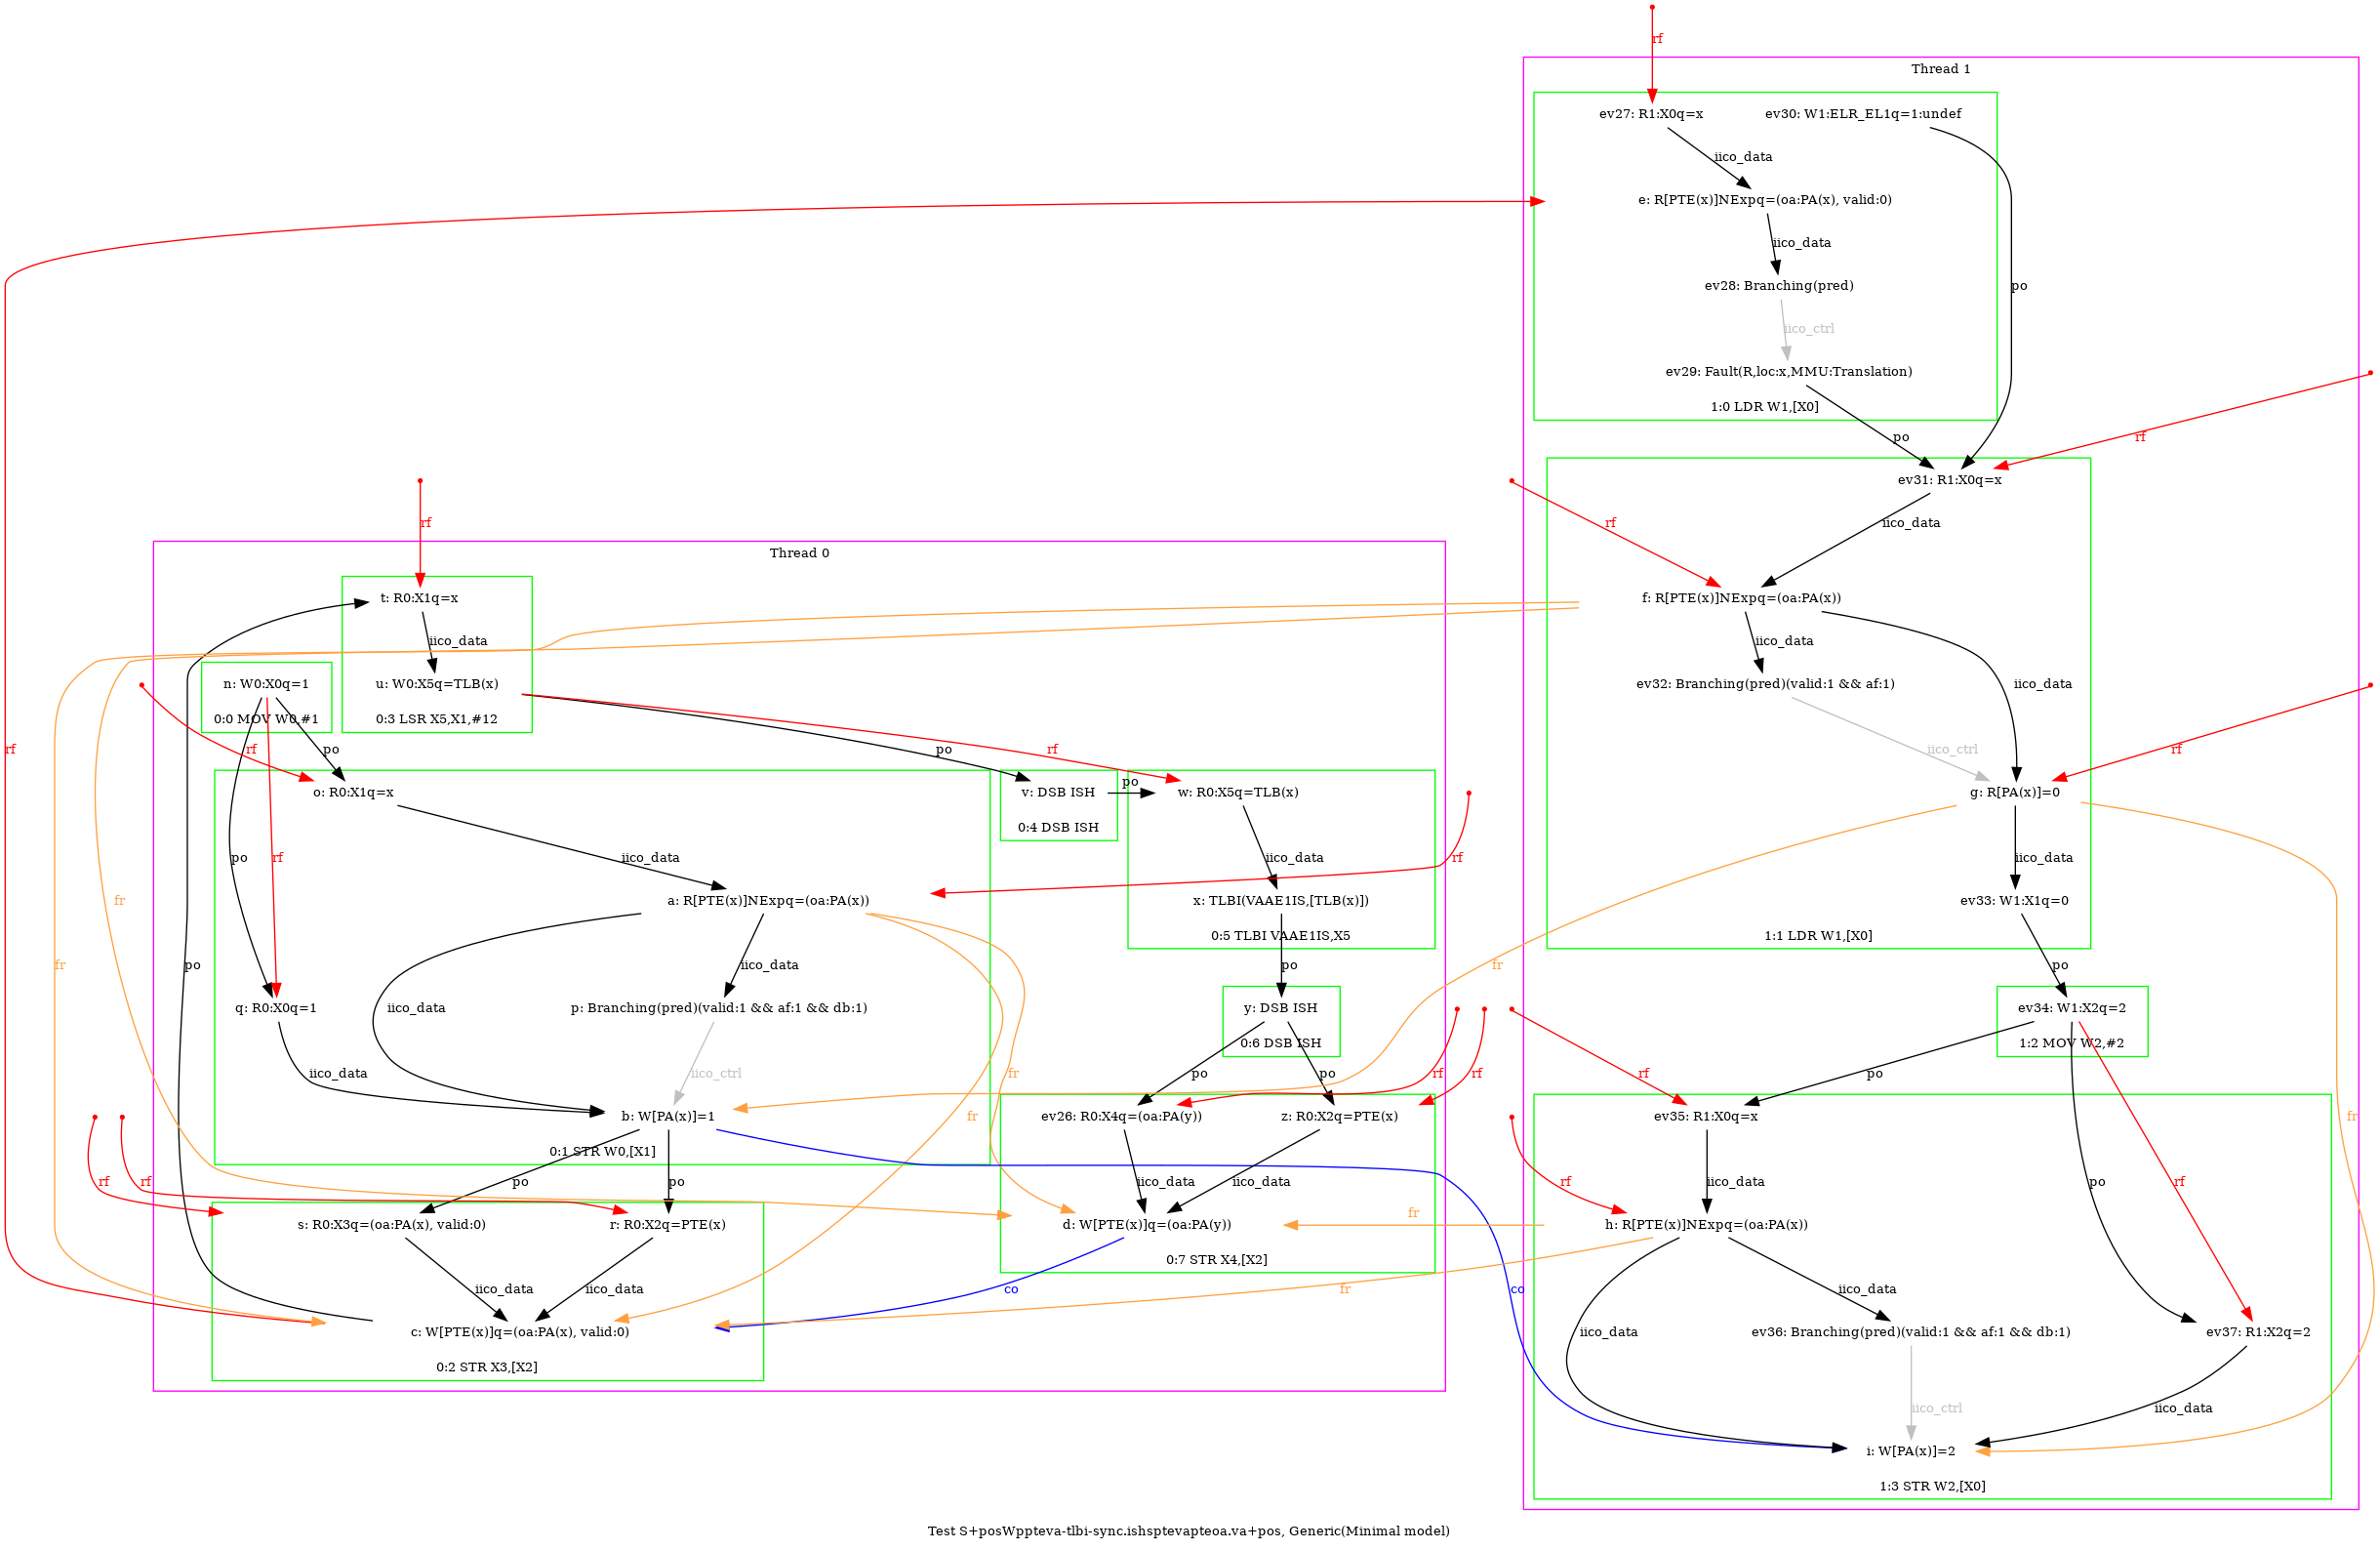 rf
Thread 1
ev27: R1:X0q=x
ev30: W1:ELR_EL1q=1:undef
iico_data
e: R[PTE(x)]NExpq=(oa:PA(x), valid:0)
iico_data
ev28: Branching(pred)
po
iico_ctrl
ev29: Fault(R,loc:x,MMU:Translation)
1:0 LDR W1,[X0]
po
rf
ev31: R1:X0q=x
rf
rf
iico_data
Thread 0
t: R0:X1q=x
f: R[PTE(x)]NExpq=(oa:PA(x))
iico_data
iico_data
n: W0:X0q=1
u: W0:X5q=TLB(x)
ev32: Branching(pred)(valid:1 && af:1)
iico_data
0:0 MOV W0,#1
0:3 LSR X5,X1,#12
rf
rf
po
po
rf
iico_ctrl
rf
o: R0:X1q=x
v: DSB ISH
po
w: R0:X5q=TLB(x)
g: R[PA(x)]=0
0:4 DSB ISH
po
rf
iico_data
iico_data
rf
iico_data
fr
a: R[PTE(x)]NExpq=(oa:PA(x))
x: TLBI(VAAE1IS,[TLB(x)])
ev33: W1:X1q=0
0:5 TLBI VAAE1IS,X5
1:1 LDR W1,[X0]
fr
po
iico_data
po
fr
po
q: R0:X0q=1
p: Branching(pred)(valid:1 && af:1 && db:1)
y: DSB ISH
ev34: W1:X2q=2
0:6 DSB ISH
1:2 MOV W2,#2
iico_data
iico_ctrl
fr
po
po
rf
rf
rf
po
b: W[PA(x)]=1
ev26: R0:X4q=(oa:PA(y))
z: R0:X2q=PTE(x)
ev35: R1:X0q=x
fr
fr
0:1 STR W0,[X1]
rf
rf
po
po
iico_data
iico_data
rf
iico_data
po
rf
s: R0:X3q=(oa:PA(x), valid:0)
r: R0:X2q=PTE(x)
d: W[PTE(x)]q=(oa:PA(y))
fr
h: R[PTE(x)]NExpq=(oa:PA(x))
0:7 STR X4,[X2]
iico_data
iico_data
co
fr
co
iico_data
c: W[PTE(x)]q=(oa:PA(x), valid:0)
iico_data
ev36: Branching(pred)(valid:1 && af:1 && db:1)
ev37: R1:X2q=2
0:2 STR X3,[X2]
iico_ctrl
iico_data
i: W[PA(x)]=2
1:3 STR W2,[X0]
Test S+posWppteva-tlbi-sync.ishsptevapteoa.va+pos, Generic(Minimal model)